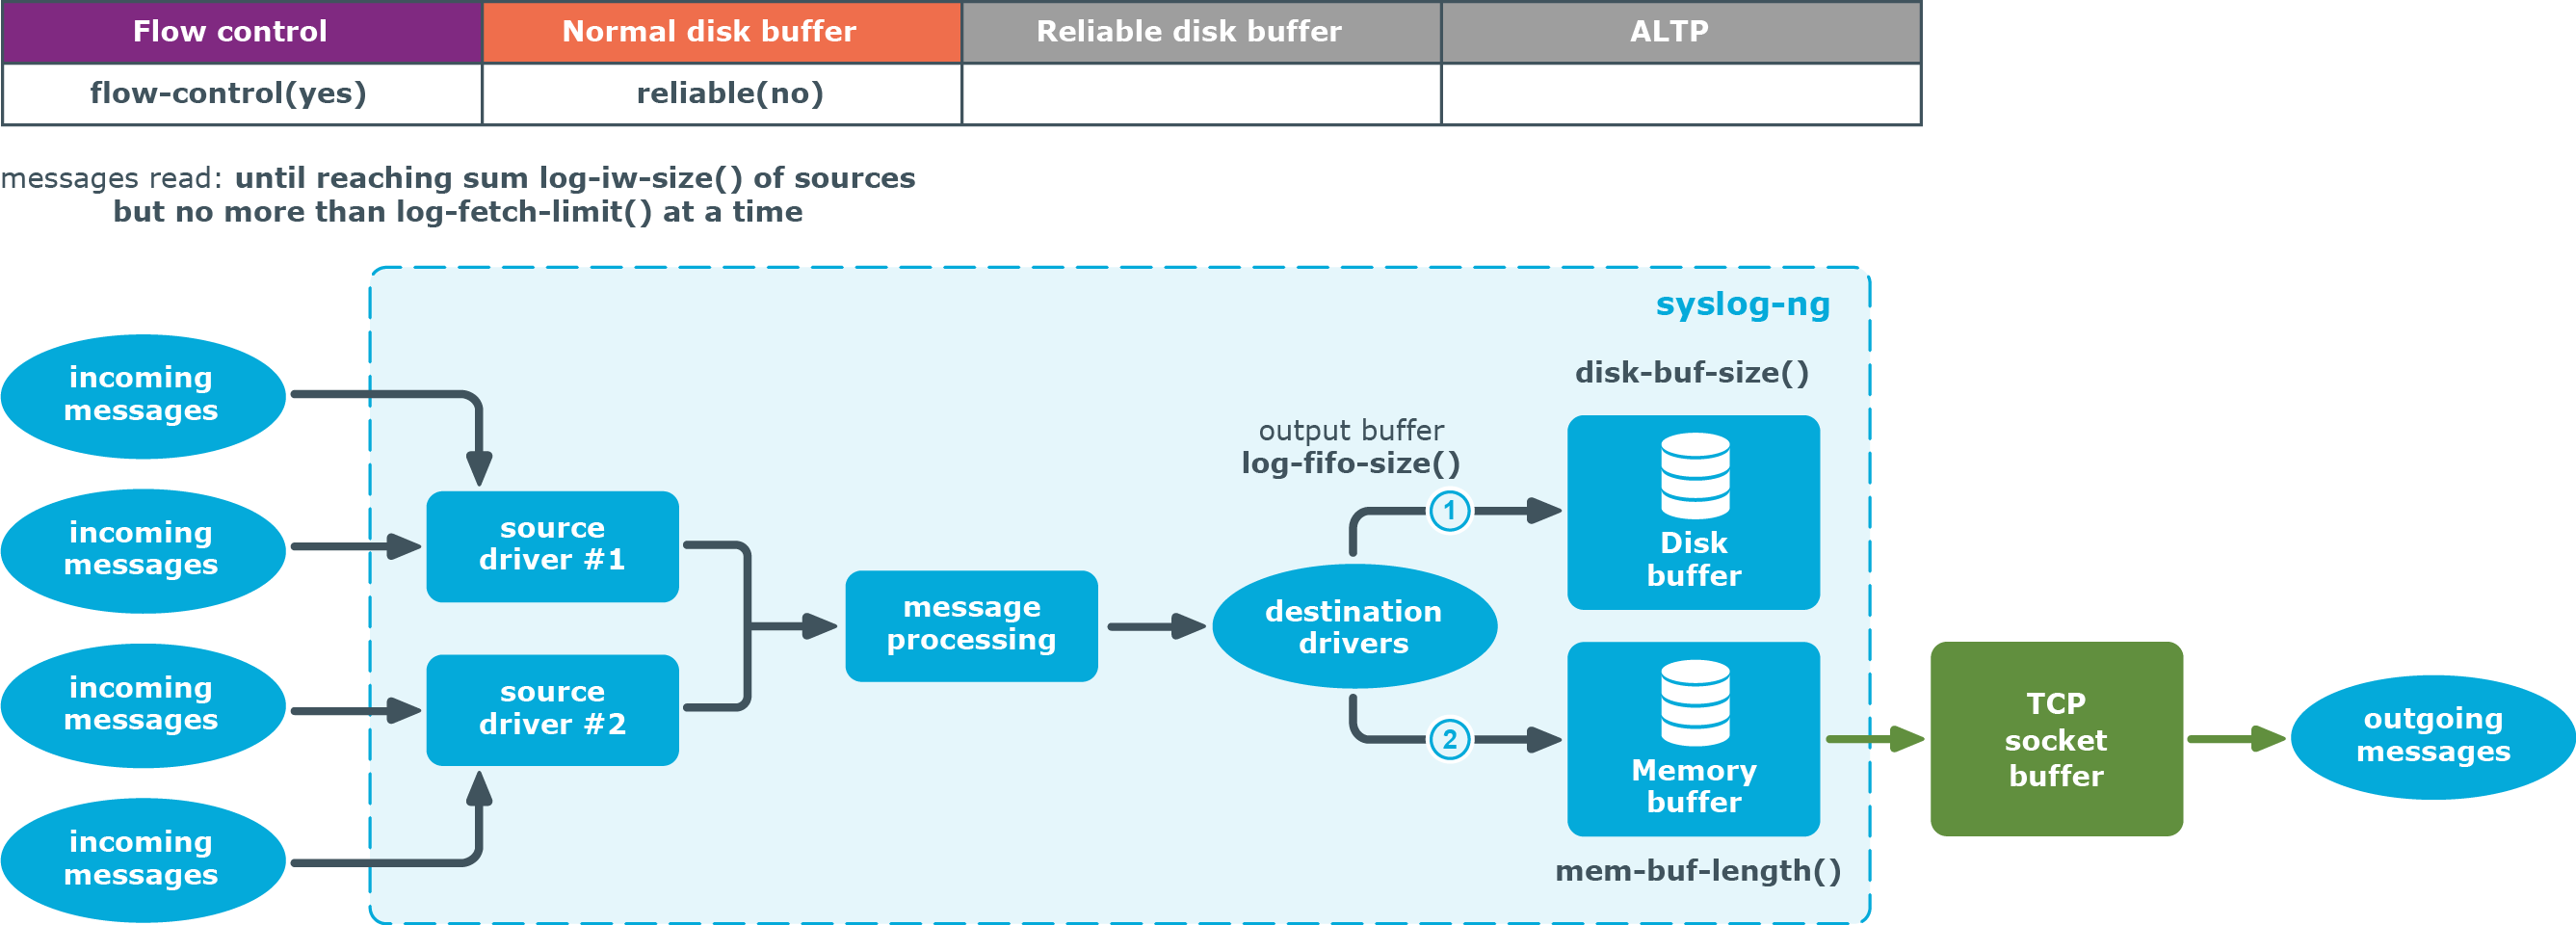 Flow control
Normal disk buffer
Reliable disk buffer
ALTP
flow-control(yes)
reliable(no)
messages read: until reaching sum log-iw-size() of sources
but no more than log-fetch-limit() at a time
syslog-ng
incoming
messages
incoming
messages
incoming
messages
incoming
messages
source
driver #1
source
driver #2
message
processing
destination
drivers
output buffer
log-fifo-size()
1
2
disk-buf-size()
Disk
buffer
Memory
buffer
mem-buf-length()
TCP
socket
buffer
outgoing
messages